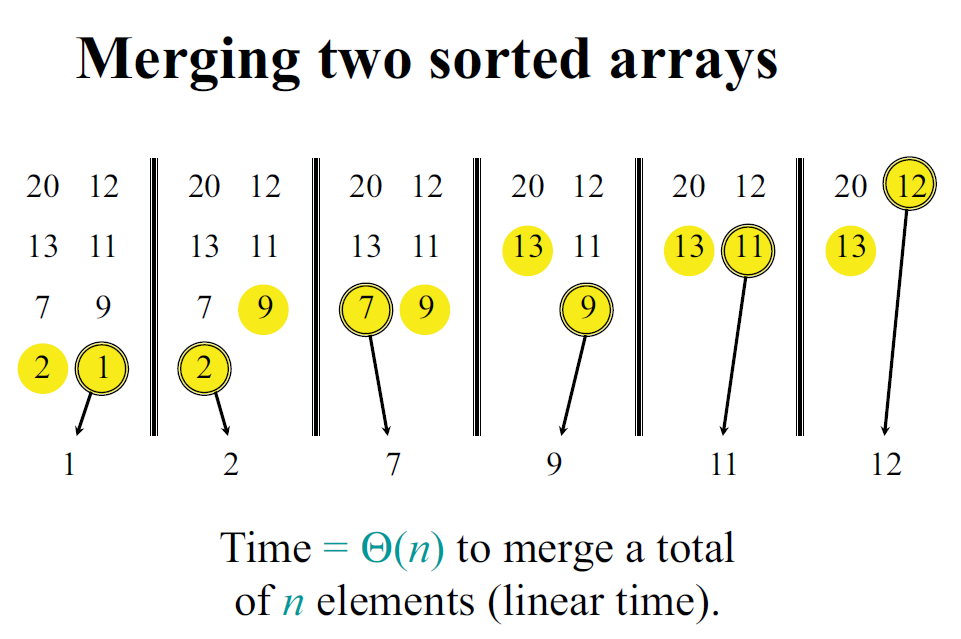 Merging two sorted arrays
20 12 20 12 20 12 20 12 20 12 20 12
13 11 13 11 13 11 13 11 13 11 13
7 9 7 9 7 9 9
2 1 2
1 2 7 9 11 12
Time = Θ(n) to merge a total
of n elements (linear time).